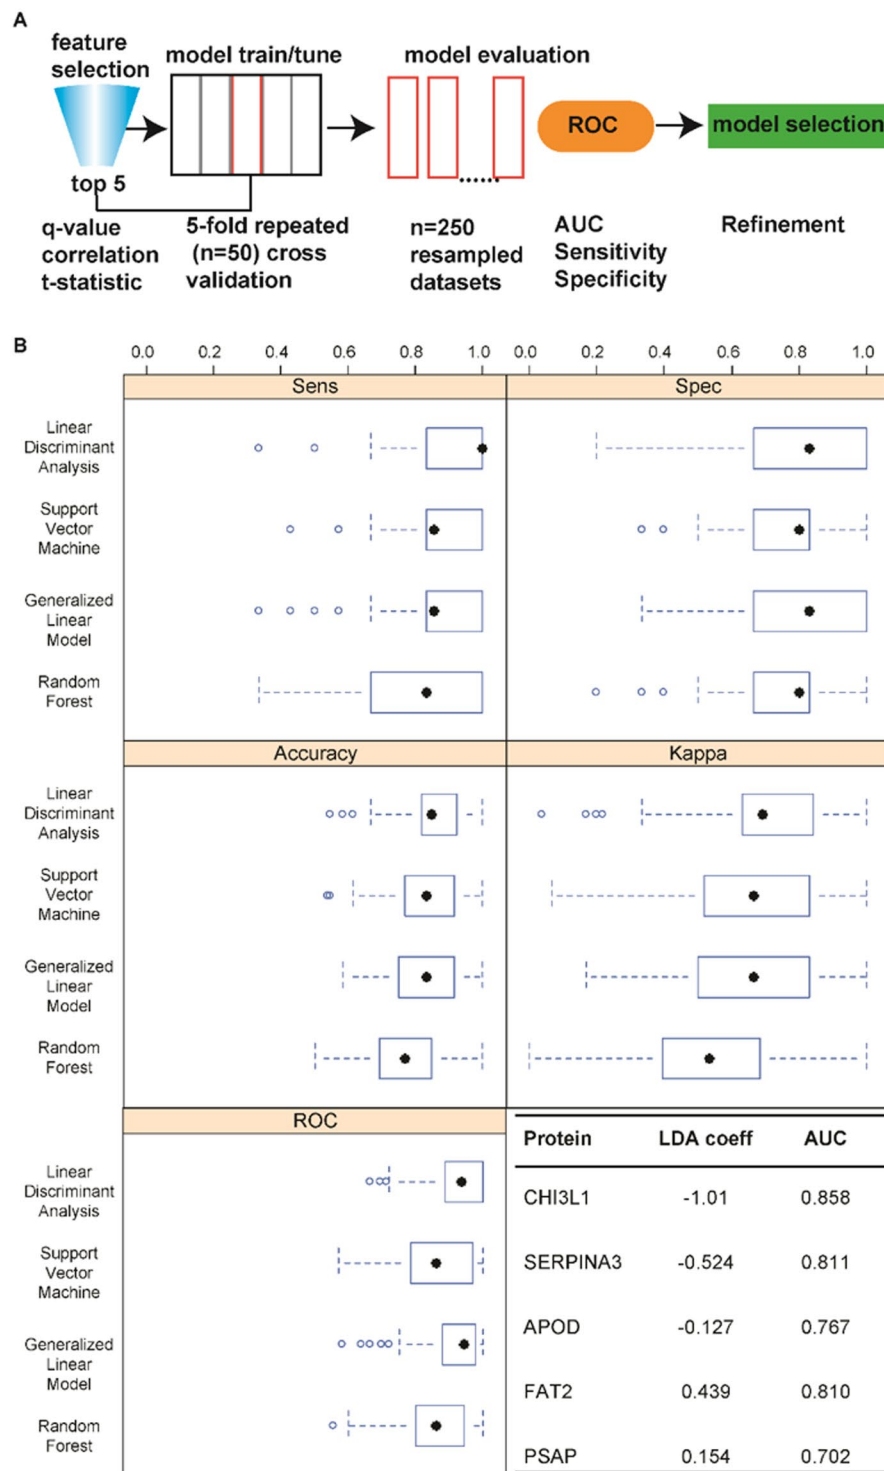 A
feature
selection
model train/tune
model evaluation
ROC
model selection
top 5
q-value
correlation
t-statistic
5-fold repeated
(n=50) cross
validation
n=250
resampled
datasets
AUC
Sensitivity
Specificity
Refinement
B
0.0 0.2 0.4 0.6 0.8 1.0
0.0 0.2 0.4 0.6 0.8 1.0
Sens
Spec
Linear
Discriminant
Analysis
Support
Vector
Machine
Generalized
Linear
Model
Random
Forest
Accuracy
Kappa
Linear
Discriminant
Analysis
Support
Vector
Machine
Generalized
Linear
Model
Random
Forest
ROC
Linear
Discriminant
Analysis
Support
Vector
Machine
Generalized
Linear
Model
Random
Forest
Protein LDA coeff AUC
CHI3L1 -1.01 0.858
SERPINA3 -0.524 0.811
APOD -0.127 0.767
FAT2 0.439 0.810
PSAP 0.154 0.702